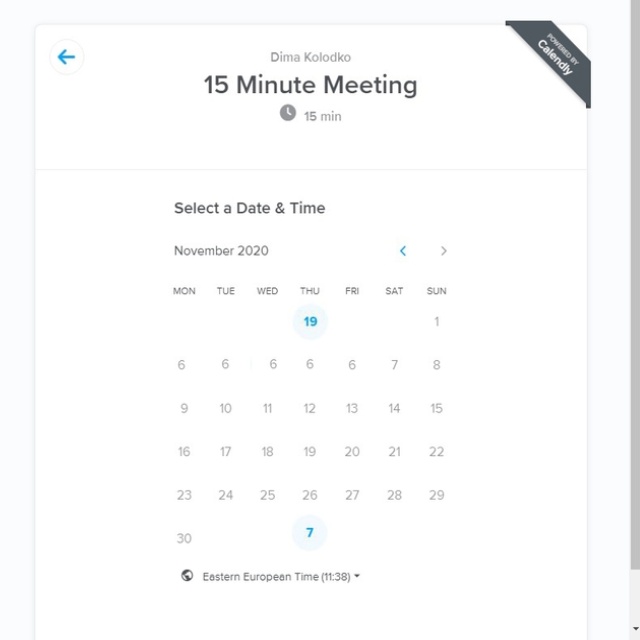 POWERED BY
Calendly
Dima Kolodko
15 Minute Meeting
15 min
Select a Date & Time
November 2020
MON TUE WED THU FRI SAT SUN
19 1
6 6 6 6 6 7 8
9 10 11 12 13 14 15
16 17 18 19 20 21 22
23 24 25 26 27 28 29
30 7
Eastern European Time (11:38)